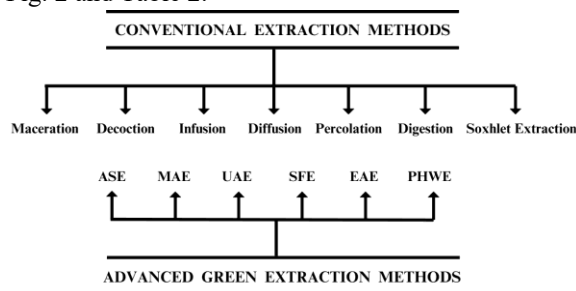 Fig. 2 and Table 2.
CONVENTIONAL EXTRACTION METHODS
Maceration Decoction Infusion Diffusion Percolation Digestion Soxhlet Extraction
ASE MAE UAE SFE EAE PHWE
ADVANCED GREEN EXTRACTION METHODS